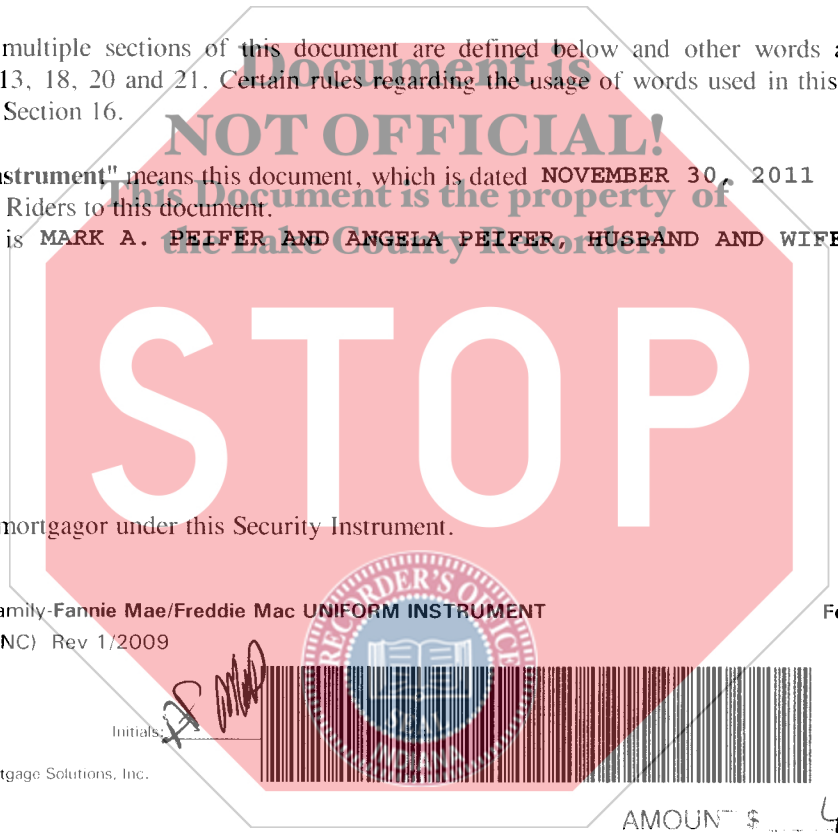 multiple sections of this document are defined below and other words
Document is
13, 18, 20 and 21. Certain rules regarding the usage of words used in this
Section 16.
NOT OFFICIAL!
strument" means this document, which is dated NOVEMBER 30, 2011
This Document is the property of
Riders to this document.
is MARK A. PEIFER AND ANGELA PEIFER, HUSBAND AND WIFE
the Lake County Recorder!
STOP
mortgagor under this Security Instrument.
RECORDER'S OFFICE
amily-Fannie Mae/Freddie Mac UNIFORM INSTRUMENT
NC) Rev 1/2009
SEAL
Initials:
INDIANA
tgage Solutions, Inc.
AMOUNT $